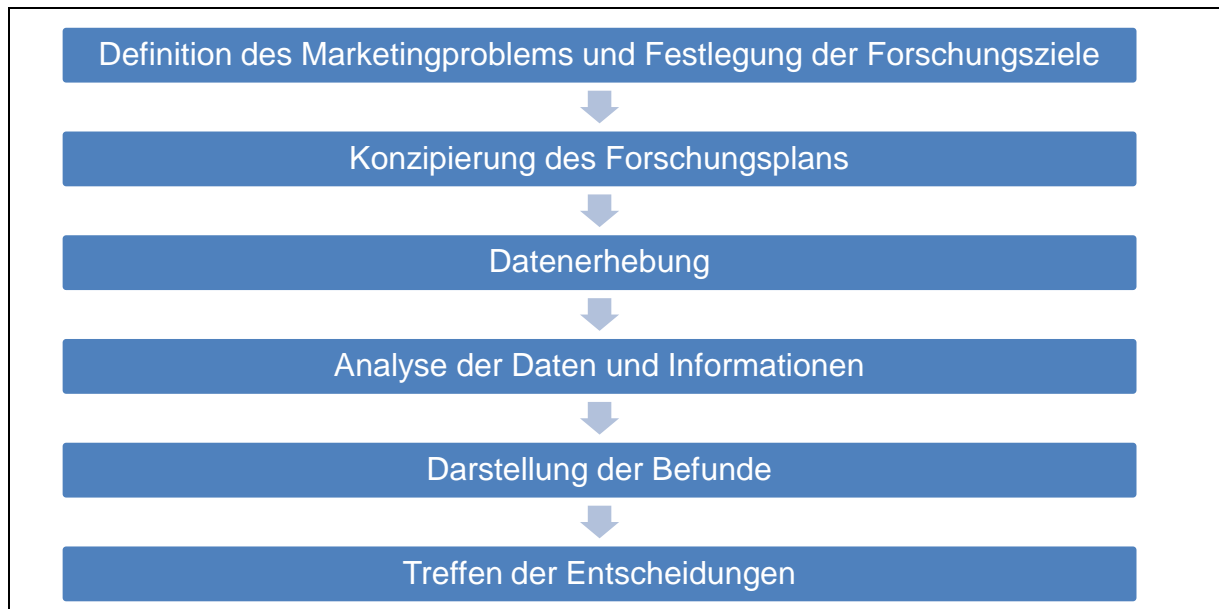 Definition des Marketingproblems und Festlegung der Forschungsziele
Konzipierung des Forschungsplans
Datenerhebung
Analyse der Daten und Informationen
Darstellung der Befunde
Treffen der Entscheidungen